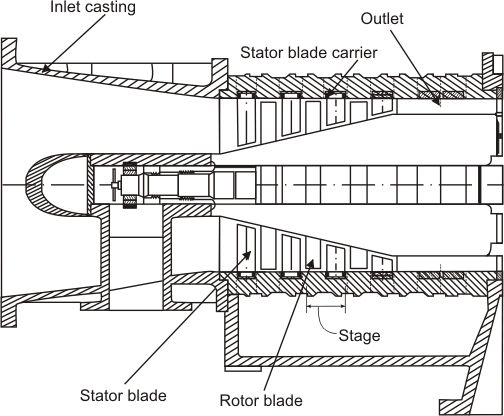 Inlet casting
Outlet
Stator blade carrier
Stage
Stator blade
Rotor blade